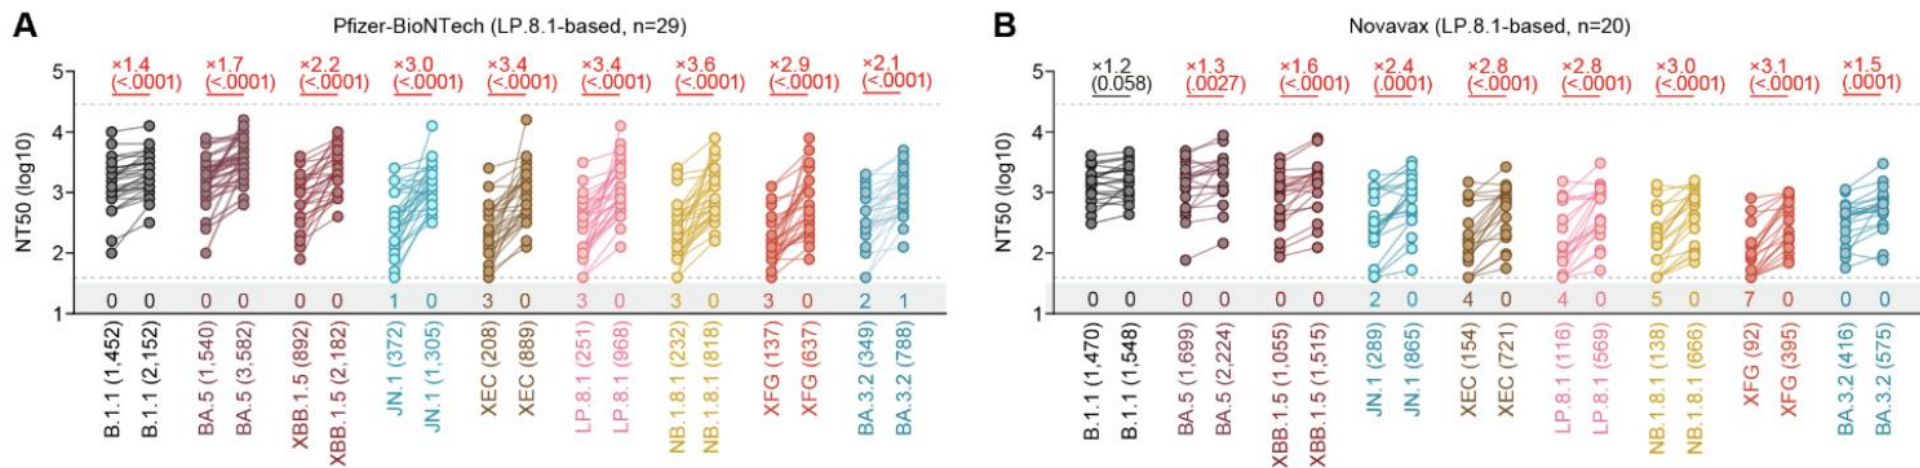 A
Pfizer-BioNTech (LP.8.1-based, n=29)
×1.4 ×1.7 ×2.2 ×3.0 ×3.4 ×3.4 ×3.6 ×2.9 ×2.1
(<.0001) (<.0001) (<.0001) (<.0001) (<.0001) (<.0001) (<.0001) (<.0001) (<.0001)
NT50 (log10)
5
4
3
2
1
0 0 0 0 0 0 1 0 3 0 3 0 3 0 3 0 2 1
B.1.1 (1,452)
B.1.1 (2,152)
BA.5 (1,540)
BA.5 (3,582)
XBB.1.5 (892)
XBB.1.5 (2,182)
JN.1 (372)
JN.1 (1,305)
XEC (208)
XEC (889)
LP.8.1 (251)
LP.8.1 (968)
NB.1.8.1 (232)
NB.1.8.1 (818)
XFG (137)
XFG (637)
BA.3.2 (349)
BA.3.2 (788)
B
Novavax (LP.8.1-based, n=20)
×1.2 ×1.3 ×1.6 ×2.4 ×2.8 ×2.8 ×3.0 ×3.1 ×1.5
(0.058) (.0027) (<.0001) (.0001) (<.0001) (<.0001) (<.0001) (<.0001) (.0001)
NT50 (log10)
5
4
3
2
1
0 0 0 0 0 0 2 0 4 0 4 0 5 0 7 0 0 0
B.1.1 (1,470)
B.1.1 (1,548)
BA.5 (1,699)
BA.5 (2,224)
XBB.1.5 (1,055)
XBB.1.5 (1,515)
JN.1 (289)
JN.1 (865)
XEC (154)
XEC (721)
LP.8.1 (116)
LP.8.1 (569)
NB.1.8.1 (138)
NB.1.8.1 (666)
XFG (92)
XFG (395)
BA.3.2 (416)
BA.3.2 (575)